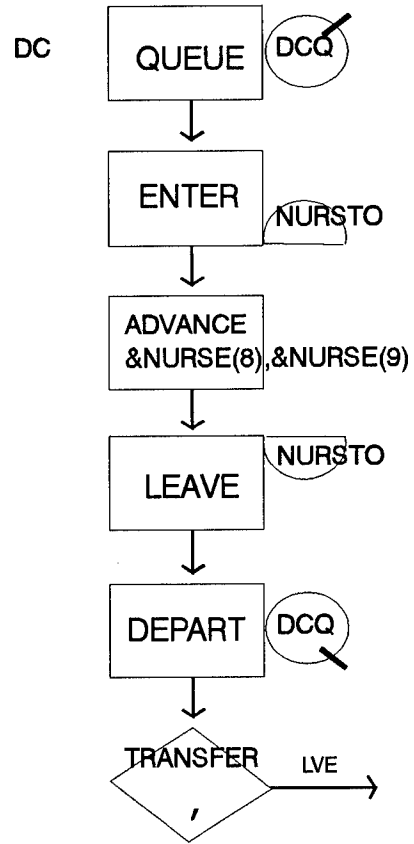 DC QUEUE DCQ
ENTER
NURSTO
ADVANCE
&NURSE(8),&NURSE(9)
NURSTO
LEAVE
DEPART DCQ
TRANSFER LVE
,